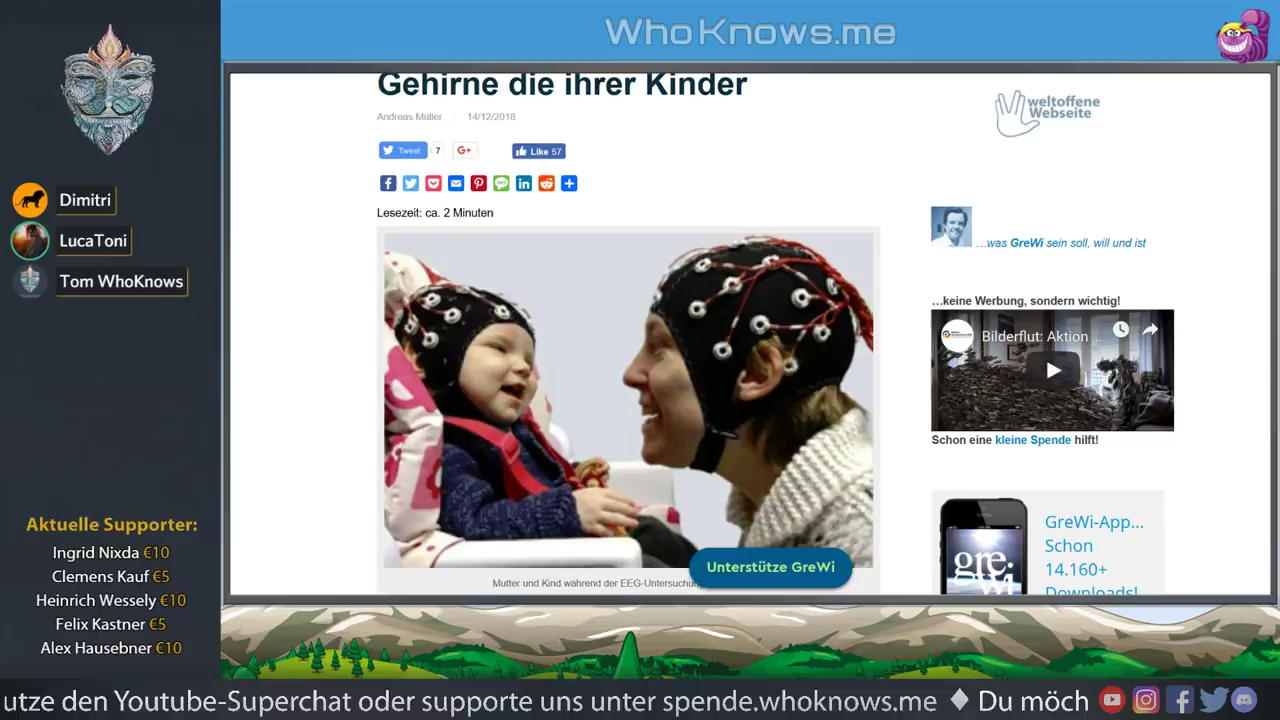 WhoKnows.me
Dimitri
LucaToni
Tom WhoKnows
Aktuelle Supporter:
Ingrid Nixda €10
Clemens Kauf €5
Heinrich Wessely €10
Felix Kastner €5
Alex Hausebner €10
Gehirne die ihrer Kinder
Andreas Müller
14/12/2018
Tweet
7
G+
Like 57
Lesezeit: ca. 2 Minuten
Mutter und Kind während der EEG-Untersuchun
Unterstütze GreWi
weltoffene
Webseite
...was GreWi sein soll, will und ist
...keine Werbung, sondern wichtig!
Bilderflut: Aktion ...
Schon eine kleine Spende hilft!
gre.
wi
GreWi-App...
Schon
14.160+
Downloads!
utze den Youtube-Superchat oder supporte uns unter spende.whoknows.me ♦ Du möch